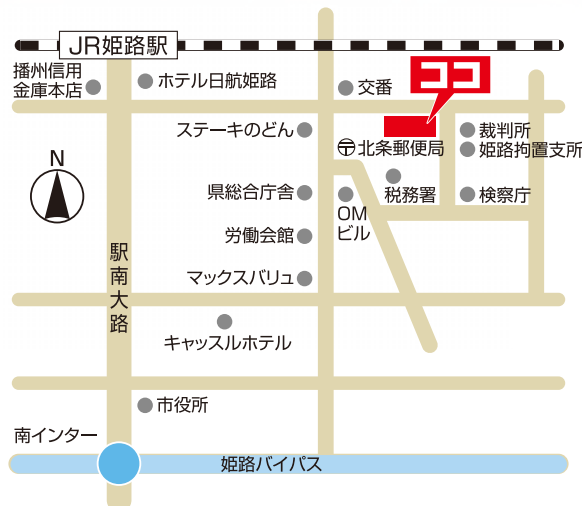 JR姫路駅
播州信用
金庫本店
ホテル日航姫路
交番
ココ
ステーキのどん
裁判所
〒北条郵便局
姫路拘置支所
N
県総合庁舎
税務署
検察庁
OM
ビル
労働会館
駅南大路
マックスバリュ
キャッスルホテル
市役所
南インター
姫路バイパス